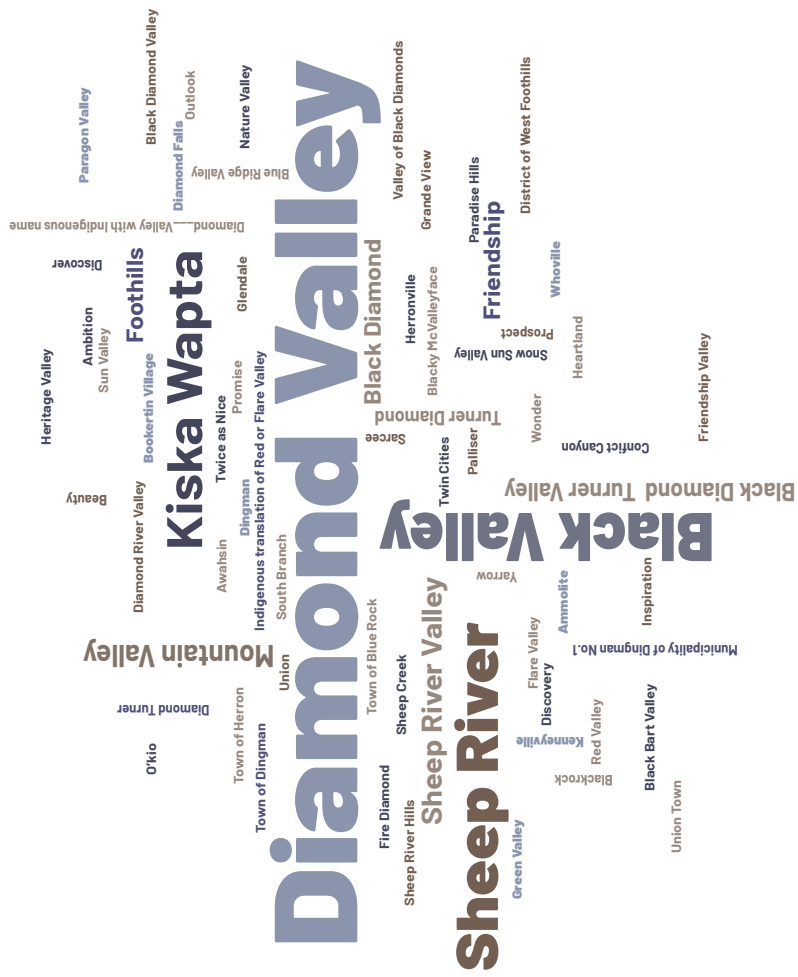 Black Diamond Valley
Outlook
Paragon Valley
Diamond Falls
Nature Valley
Blue Ridge Valley
Diamond___Valley with Indigenous name
Valley of Black Diamonds
Grande View
District of West Foothills
Paradise Hills
Friendship
Whoville
Discover
Foothills
Kiska Wapta
Glendale
Diamond Valley
Black Diamond
Herronville
Blacky McValleyface
Prospect
Snow Sun Valley
Heartland
Friendship Valley
Ambition
Sun Valley
Heritage Valley
Bookertin Village
Promise
Twice as Nice
Indigenous translation of Red or Flare Valley
Turner Diamond
Sarcee
Wonder
Palliser
Twin Cities
Conflict Canyon
Beauty
Diamond River Valley
Dingman
Awahsin
South Branch
Black Diamond Turner Valley
Black Valley
Yarrow
Ammolite
Inspiration
Mountain Valley
Union
Town of Blue Rock
Sheep Creek
Sheep River Valley
Sheep River
Flare Valley
Discovery
Municipality of Dingman No.1
Diamond Turner
O'kio
Town of Herron
Town of Dingman
Fire Diamond
Sheep River Hills
Kenneyville
Red Valley
Blackrock
Black Bart Valley
Union Town
Green Valley